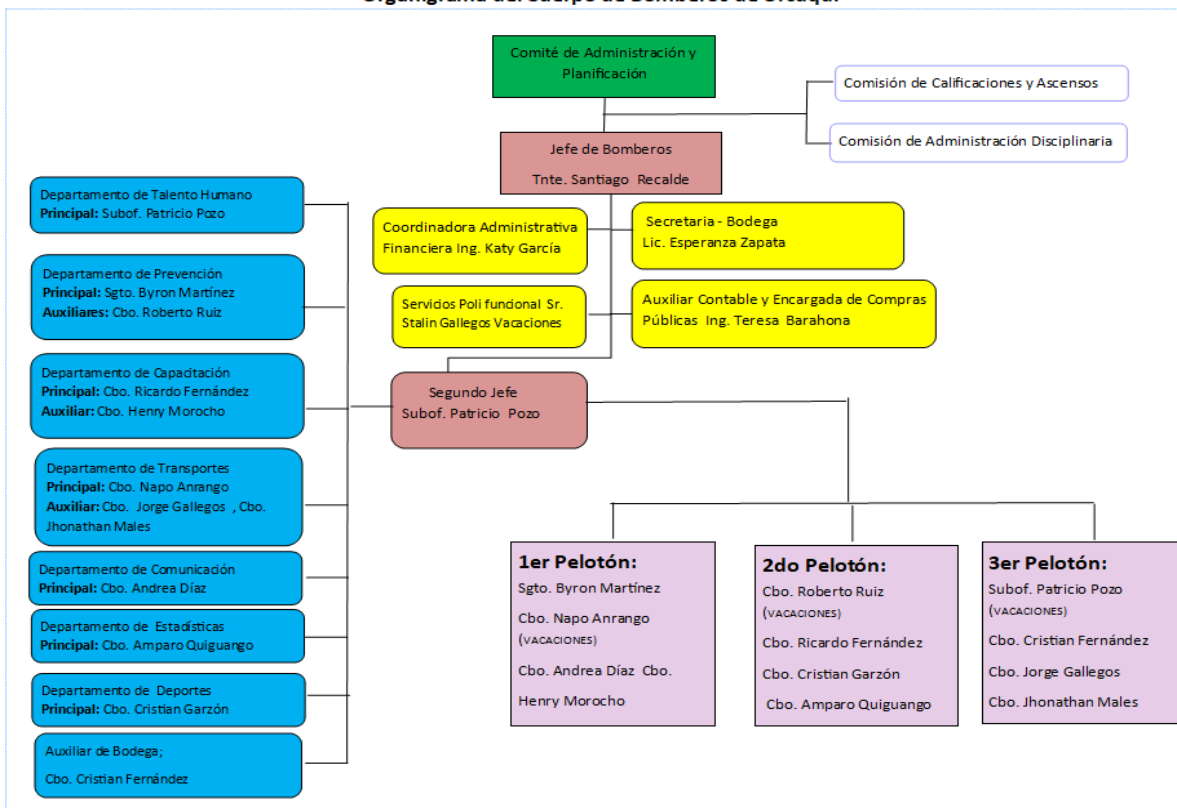 Comité de Administración y
Planificación
Comisión de Calificaciones y Ascensos
Comisión de Administración Disciplinaria
Jefe de Bomberos
Tnte. Santiago Recalde
Departamento de Talento Humano
Principal: Subof. Patricio Pozo
Coordinadora Administrativa
Financiera Ing. Katy García
Secretaria - Bodega
Lic. Esperanza Zapata
Departamento de Prevención
Principal: Sgto. Byron Martínez
Auxiliares: Cbo. Roberto Ruiz
Servicios Poli funcional Sr.
Stalin Gallegos Vacaciones
Auxiliar Contable y Encargada de Compras
Públicas Ing. Teresa Barahona
Departamento de Capacitación
Principal: Cbo. Ricardo Fernández
Auxiliar: Cbo. Henry Morocho
Segundo Jefe
Subof. Patricio Pozo
Departamento de Transportes
Principal: Cbo. Napo Anrango
Auxiliar: Cbo. Jorge Gallegos , Cbo.
Jhonathan Males
Departamento de Comunicación
Principal: Cbo. Andrea Díaz
Departamento de Estadísticas
Principal: Cbo. Amparo Quiguango
Departamento de Deportes
Principal: Cbo. Cristian Garzón
Auxiliar de Bodega;
Cbo. Cristian Fernández
1er Pelotón:
Sgto. Byron Martínez
Cbo. Napo Anrango
(VACACIONES)
Cbo. Andrea Díaz Cbo.
Henry Morocho
2do Pelotón:
Cbo. Roberto Ruiz
(VACACIONES)
Cbo. Ricardo Fernández
Cbo. Cristian Garzón
Cbo. Amparo Quiguango
3er Pelotón:
Subof. Patricio Pozo
(VACACIONES)
Cbo. Cristian Fernández
Cbo. Jorge Gallegos
Cbo. Jhonathan Males